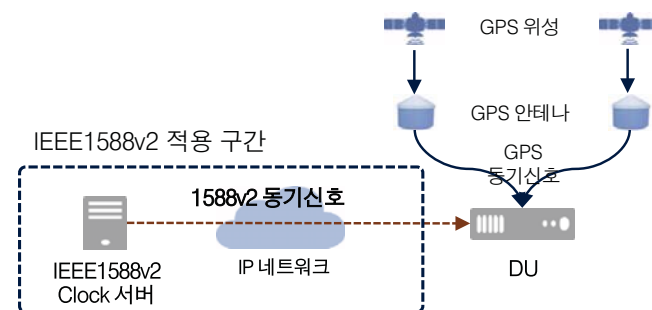 GPS 위성
GPS 안테나
IEEE1588v2 적용 구간
GPS
동기신호
1588v2 동기신호
IP 네트워크
DU
IEEE1588v2
Clock 서버